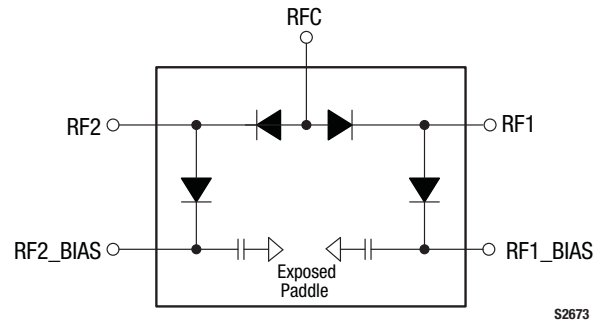 RFC
RF2
RF1
RF2_BIAS
RF1_BIAS
Exposed
Paddle
S2673